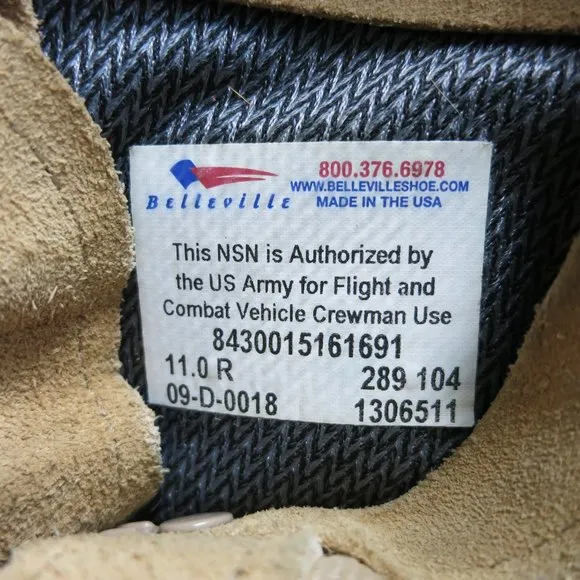 Belleville
800.376.6978
WWW.BELLEVILLESHOE.COM
MADE IN THE USA
This NSN is Authorized by
the US Army for Flight and
Combat Vehicle Crewman Use
8430015161691
11.0 R 289 104
09-D-0018 1306511